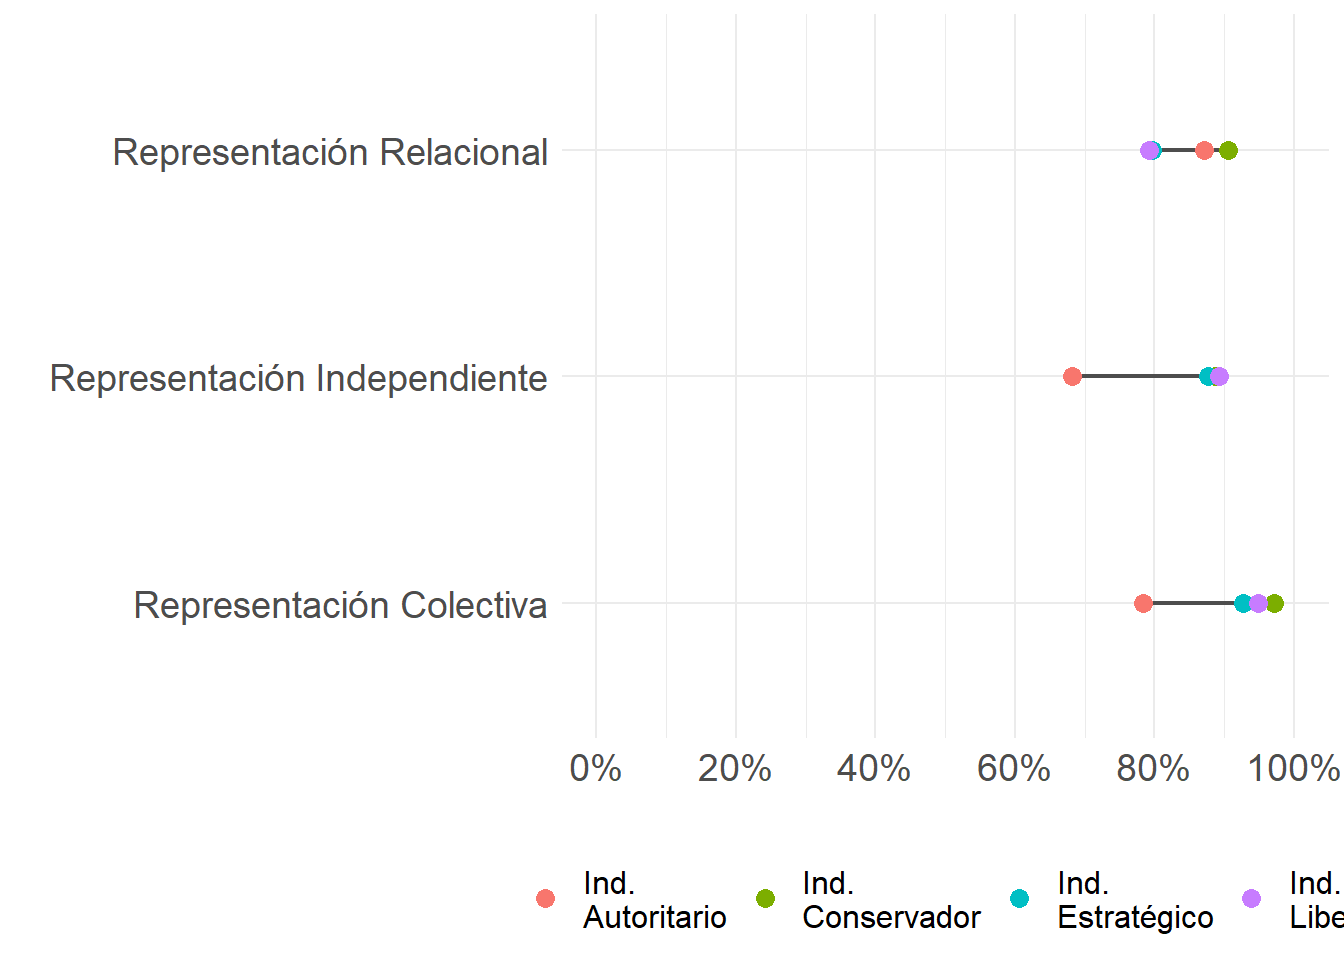 Representación Relacional
Representación Independiente
Representación Colectiva
0% 20% 40% 60% 80% 100%
Ind. Ind. Ind. Ind.
Autoritario Conservador Estratégico Libe